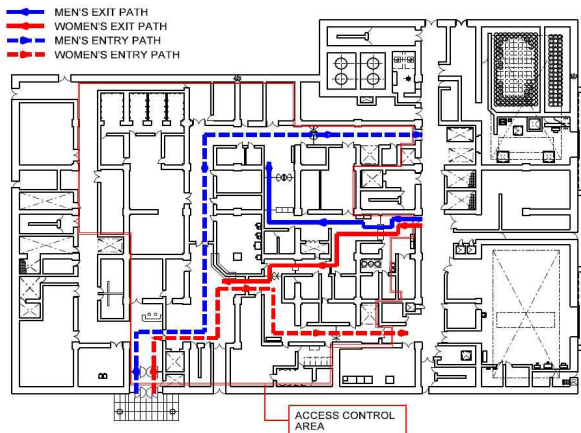 MEN'S EXIT PATH
WOMEN'S EXIT PATH
MEN'S ENTRY PATH
WOMEN'S ENTRY PATH
ACCESS CONTROL
AREA